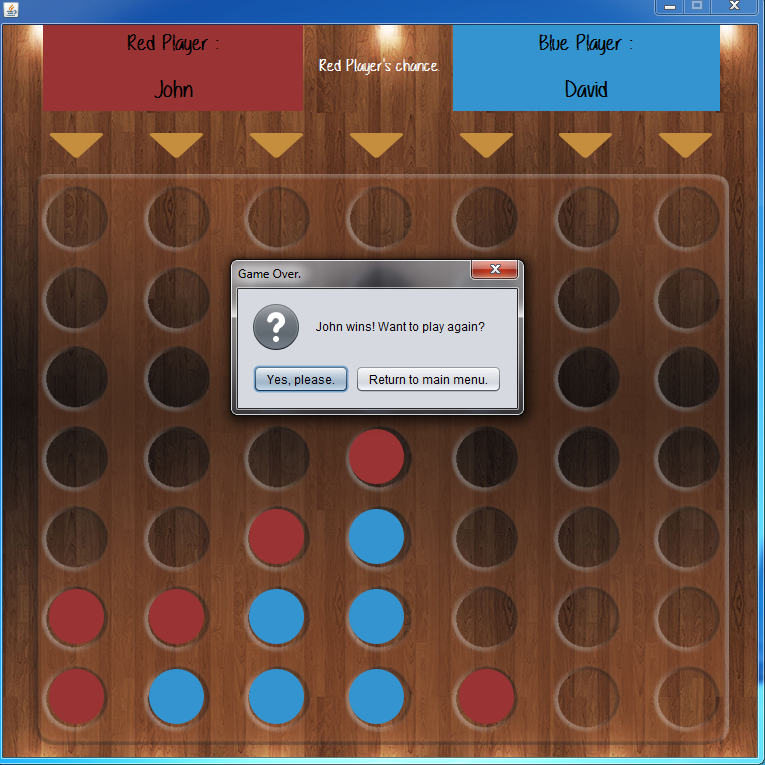 Red Player :
John
Red Player's chance.
Blue Player :
David
Game Over.
John wins! Want to play again?
Yes, please.
Return to main menu.